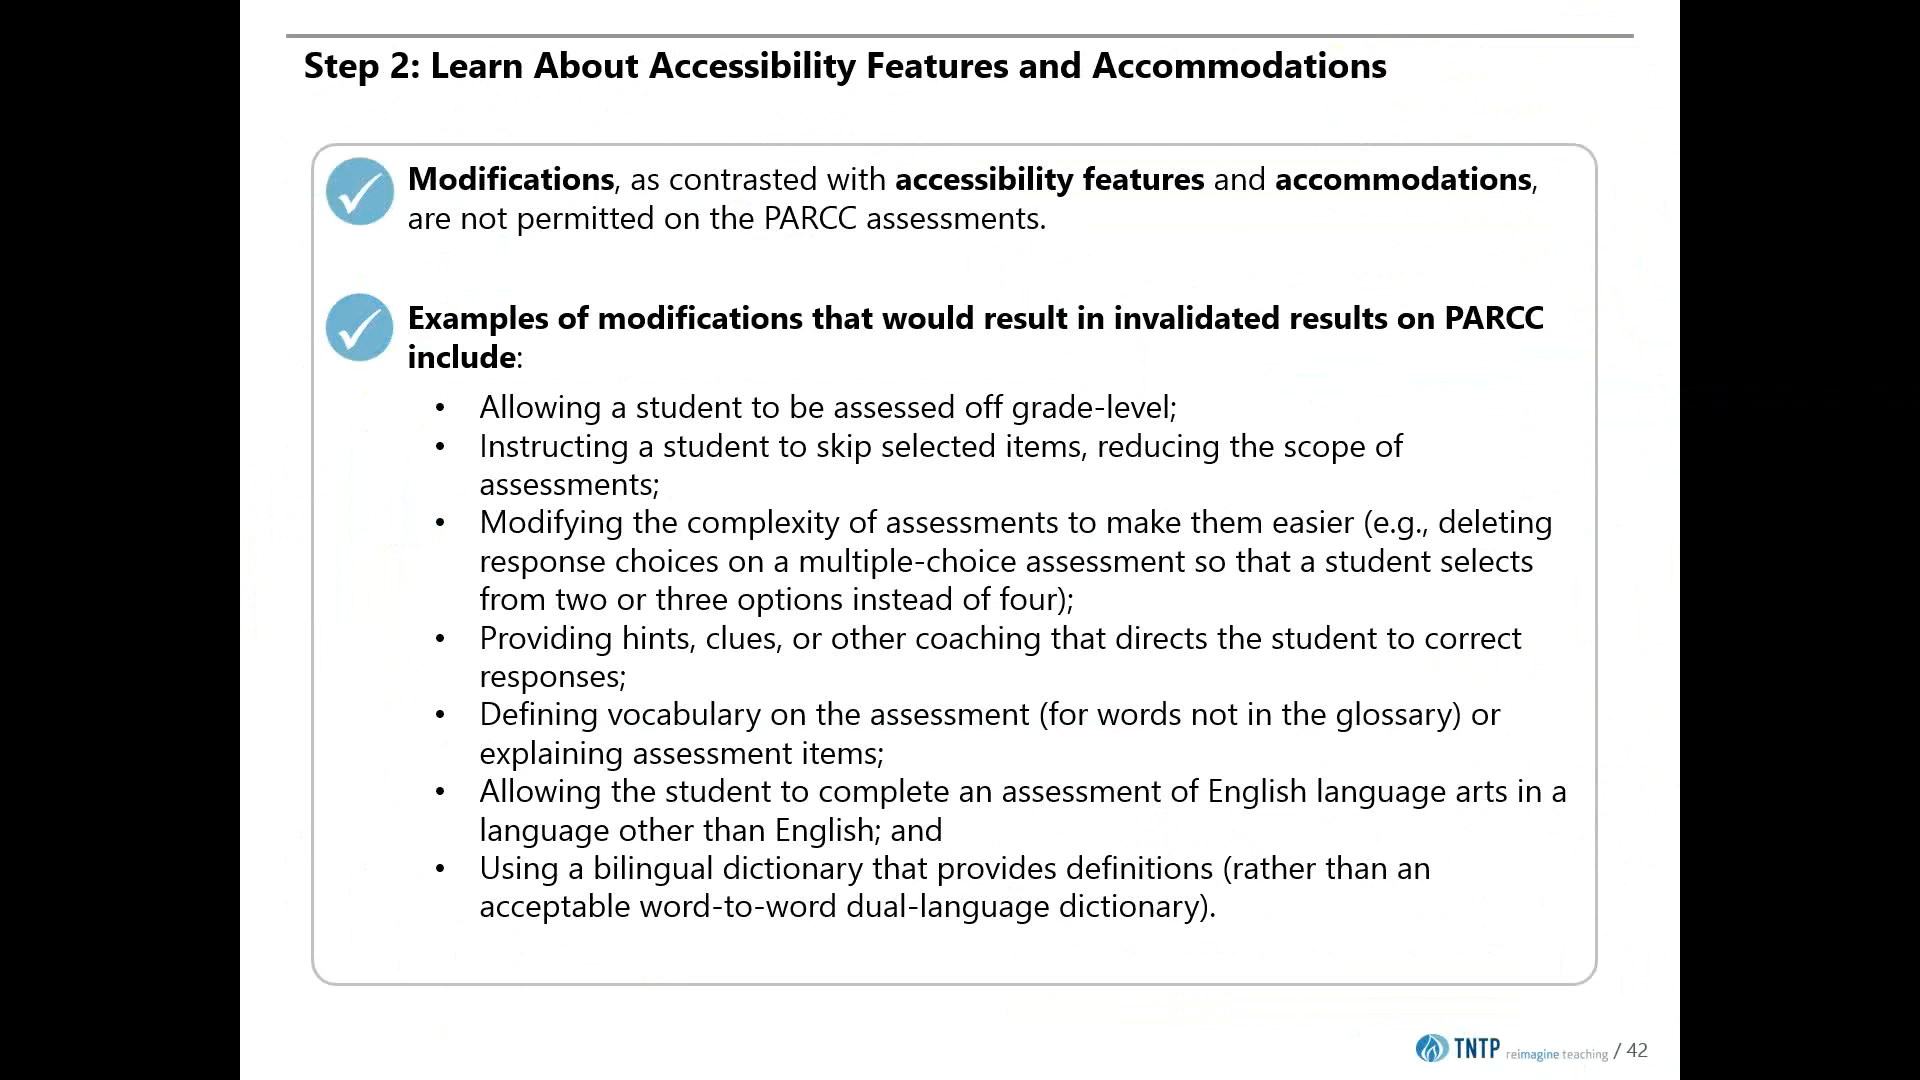 Step 2: Learn About Accessibility Features and Accommodations
Modifications, as contrasted with accessibility features and accommodations,
are not permitted on the PARCC assessments.
Examples of modifications that would result in invalidated results on PARCC
include:
• Allowing a student to be assessed off grade-level;
• Instructing a student to skip selected items, reducing the scope of
assessments;
• Modifying the complexity of assessments to make them easier (e.g., deleting
response choices on a multiple-choice assessment so that a student selects
from two or three options instead of four);
• Providing hints, clues, or other coaching that directs the student to correct
responses;
• Defining vocabulary on the assessment (for words not in the glossary) or
explaining assessment items;
• Allowing the student to complete an assessment of English language arts in a
language other than English; and
• Using a bilingual dictionary that provides definitions (rather than an
acceptable word-to-word dual-language dictionary).
TNTP reimagine teaching / 42